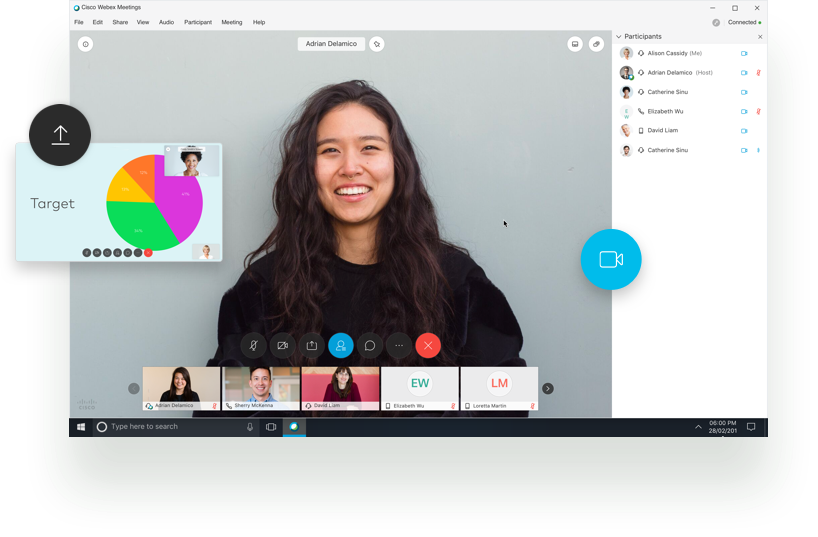 Cisco Webex Meetings
File Edit Share View Audio Participant Meeting Help
Connected
Adrian Delamico
Participants
Alison Cassidy (Me)
Adrian Delamico (Host)
Catherine Sinu
Elizabeth Wu
David Liam
Catherine Sinu
E
W
Target
Adrian Delamico
Sherry McKenna
David Liam
EW
Elizabeth Wu
LM
Loretta Martin
CISCO
Type here to search
06:00 PM
28/02/201